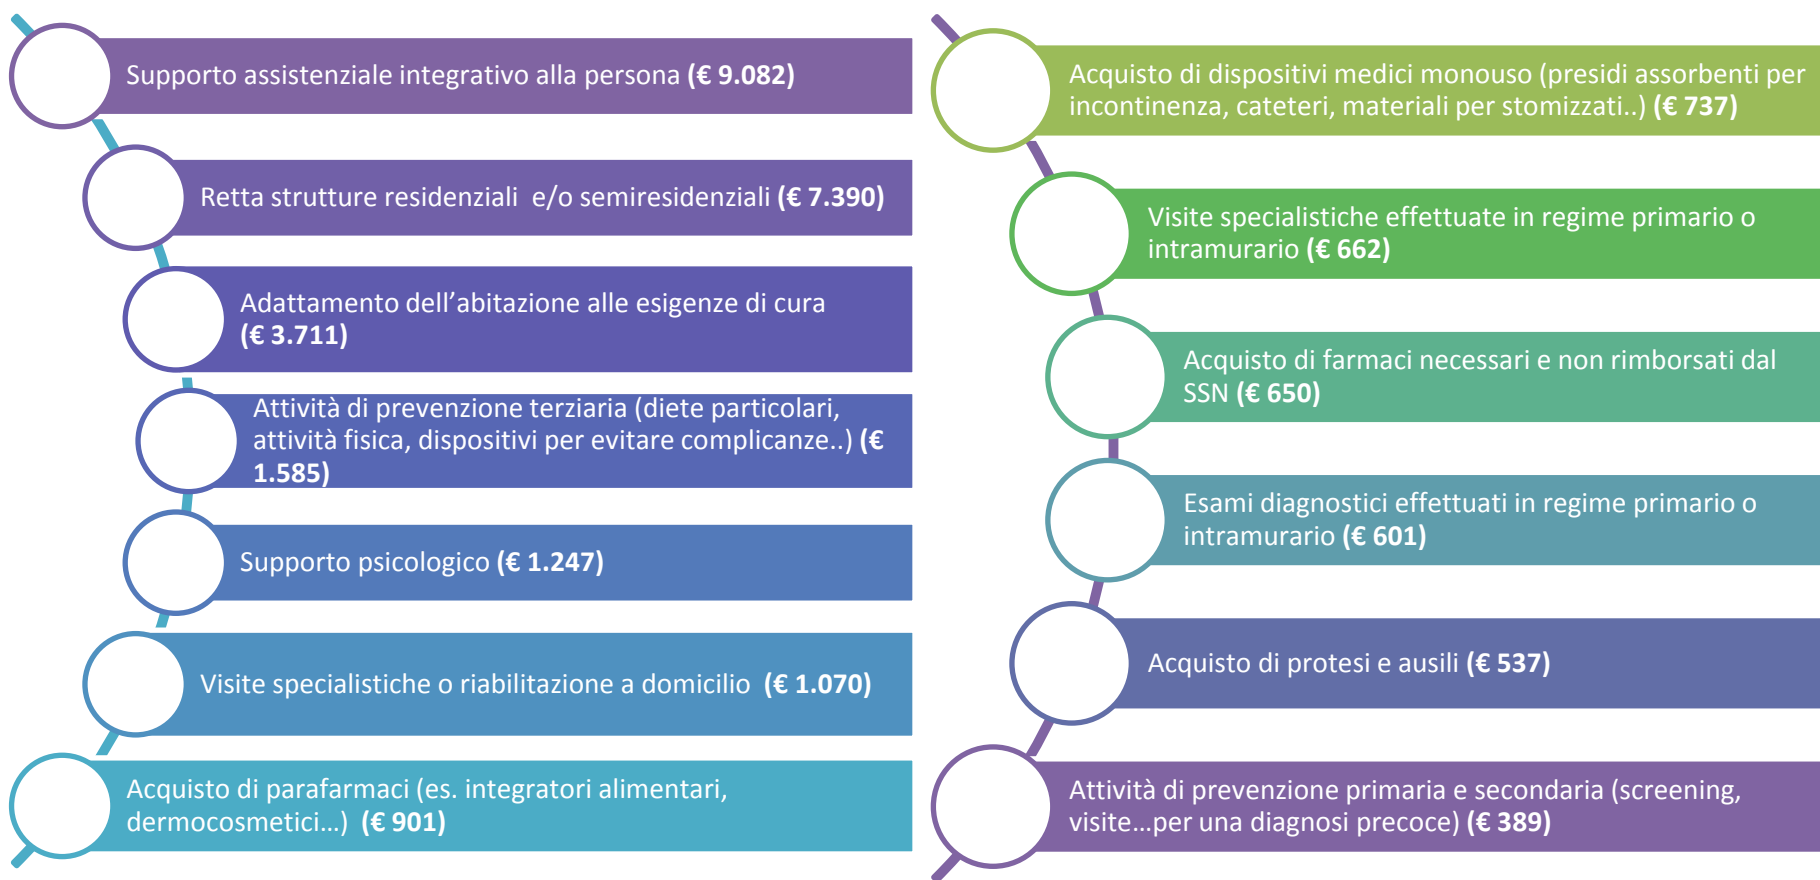 Supporto assistenziale integrativo alla persona (€ 9.082)
Retta strutture residenziali e/o semiresidenziali (€ 7.390)
Adattamento dell’abitazione alle esigenze di cura
(€ 3.711)
Attività di prevenzione terziaria (diete particolari,
attività fisica, dispositivi per evitare complicanze..) (€
1.585)
Supporto psicologico (€ 1.247)
Visite specialistiche o riabilitazione a domicilio (€ 1.070)
Acquisto di parafarmaci (es. integratori alimentari,
dermocosmetici…) (€ 901)
Acquisto di dispositivi medici monouso (presidi assorbenti per
incontinenza, cateteri, materiali per stomizzati..) (€ 737)
Visite specialistiche effettuate in regime primario o
intramurario (€ 662)
Acquisto di farmaci necessari e non rimborsati dal
SSN (€ 650)
Esami diagnostici effettuati in regime primario o
intramurario (€ 601)
Acquisto di protesi e ausili (€ 537)
Attività di prevenzione primaria e secondaria (screening,
visite…per una diagnosi precoce) (€ 389)